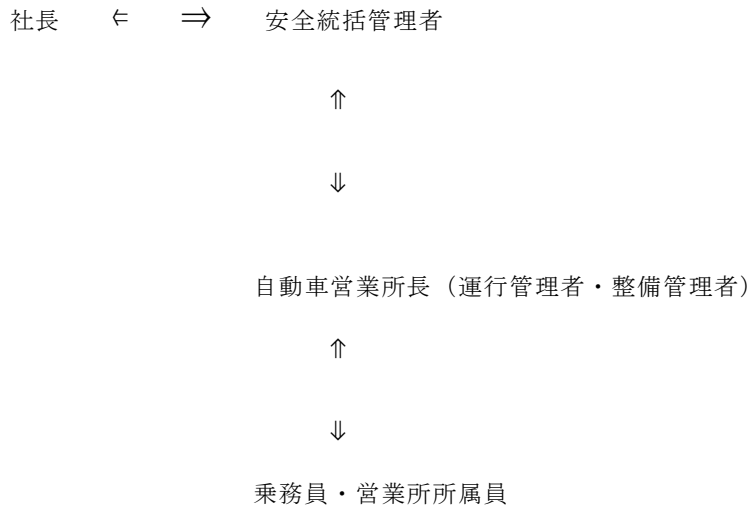 社長 ⇐ ⇒ 安全統括管理者
⇑
⇓
自動車営業所長（運行管理者・整備管理者）
⇑
⇓
乗務員・営業所所属員